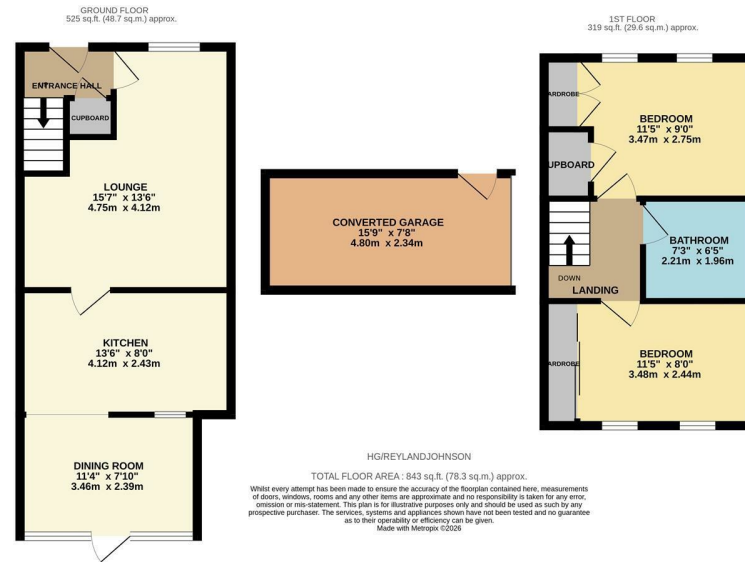 GROUND FLOOR
525 sq.ft. (48.7 sq.m.) approx.
ENTRANCE HALL
CUPBOARD
LOUNGE
15'7" x 13'6"
4.75m x 4.12m
KITCHEN
13'6" x 8'0"
4.12m x 2.43m
DINING ROOM
11'4" x 7'10"
3.46m x 2.39m
CONVERTED GARAGE
15'9" x 7'8"
4.80m x 2.34m
1ST FLOOR
319 sq.ft. (29.6 sq.m.) approx.
ARDROBE
BEDROOM
11'5" x 9'0"
3.47m x 2.75m
UPBOARD
BATHROOM
7'3" x 6'5"
2.21m x 1.96m
DOWN
LANDING
ARDROBE
BEDROOM
11'5" x 8'0"
3.48m x 2.44m
HG/REYLANDJOHNSON
TOTAL FLOOR AREA : 843 sq.ft. (78.3 sq.m.) approx.
Whilst every attempt has been made to ensure the accuracy of the floorplan contained here, measurements
of doors, windows, rooms and any other items are approximate and no responsibility is taken for any error,
omission or mis-statement. This plan is for illustrative purposes only and should be used as such by any
prospective purchaser. The services, systems and appliances shown have not been tested and no guarantee
as to their operability or efficiency can be given.
Made with Metropix ©2026